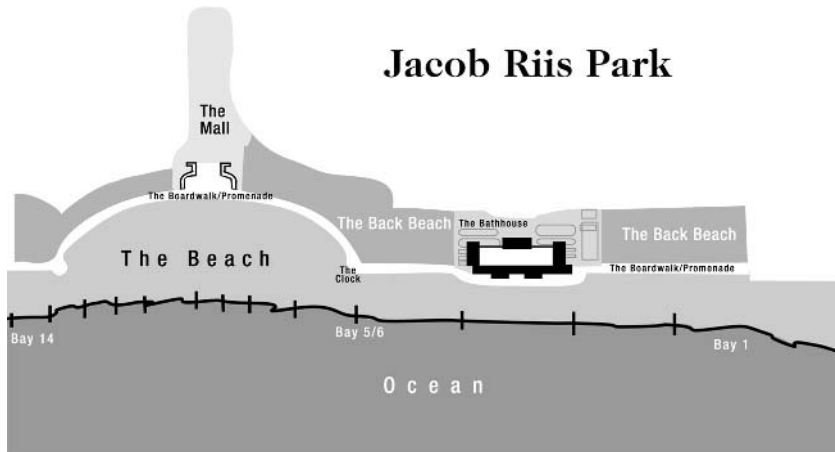 Jacob Riis Park
The
Mall
The Boardwalk/Promenade
The Back Beach
The Bathhouse
The Back Beach
The Beach
The
Clock
The Boardwalk/Promenade
Bay 14
Bay 5/6
Bay 1
Ocean